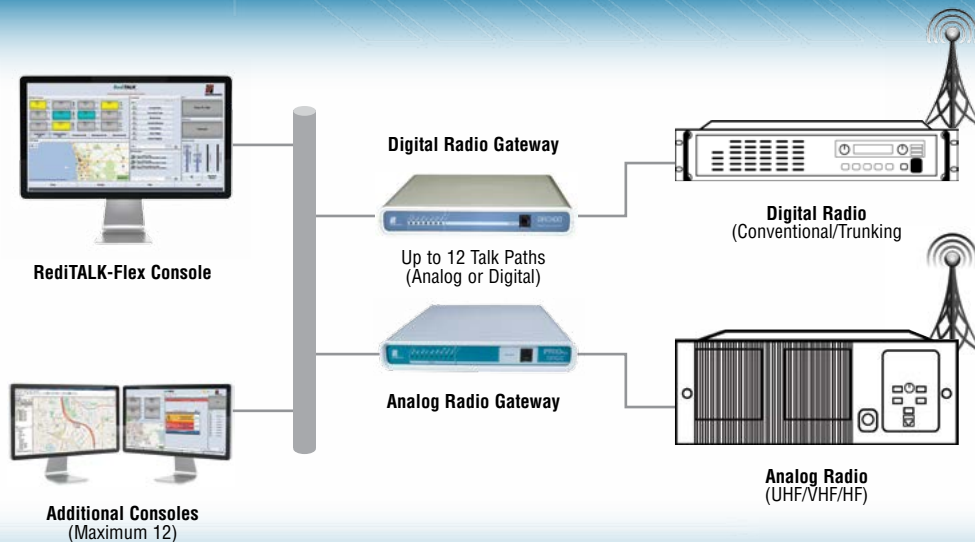 RediTALK
Digital Radio Gateway
Up to 12 Talk Paths
(Analog or Digital)
Digital Radio
(Conventional/Trunking
RediTALK-Flex Console
Analog Radio Gateway
Analog Radio
(UHF/VHF/HF)
Additional Consoles
(Maximum 12)